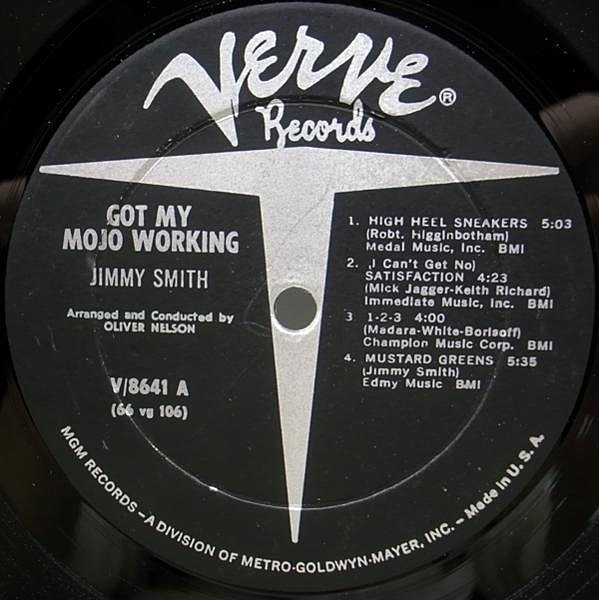 VERVE®
Records
GOT MY
MOJO WORKING
JIMMY SMITH
Arranged and Conducted by
OLIVER NELSON
V/8641 A
(66 vg 106)
1. HIGH HEEL SNEAKERS 5:03
(Robt. Higginbotham)
Medal Music, Inc. BMI
2. (I Can't Get No)
SATISFACTION 4:23
(Mick Jagger-Keith Richard)
Immediate Music, Inc. BMI
3 1-2-3 4:00
(Madara-White-Borisoff)
Champion Music Corp. BMI
4. MUSTARD GREENS 5:35
(Jimmy Smith)
Edmy Music BMI
MGM RECORDS—A DIVISION OF METRO-GOLDWYN-MAYER, INC.—Made in U. S. A.